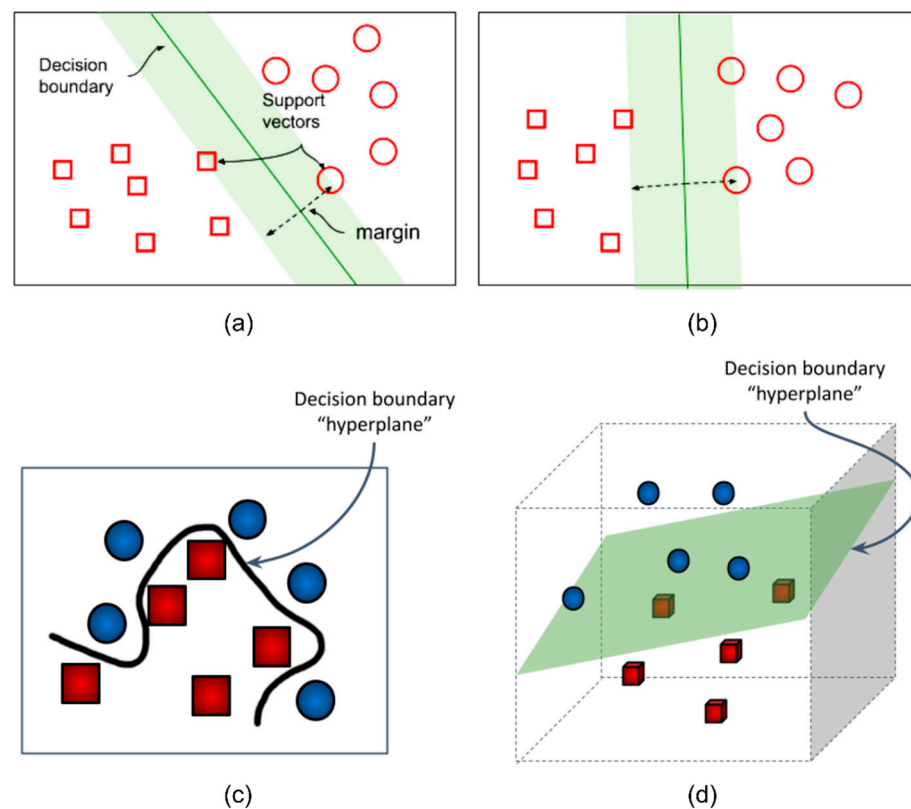 Decision
boundary
Support
vectors
margin
(a)
(b)
Decision boundary
“hyperplane”
(c)
Decision boundary
“hyperplane”
(d)